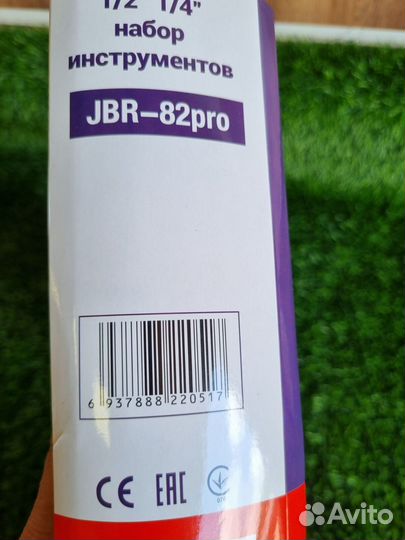 1/2" 1/4"
набор
инструментов
JBR-82pro
6 937888 220517
CE EAC
Avito